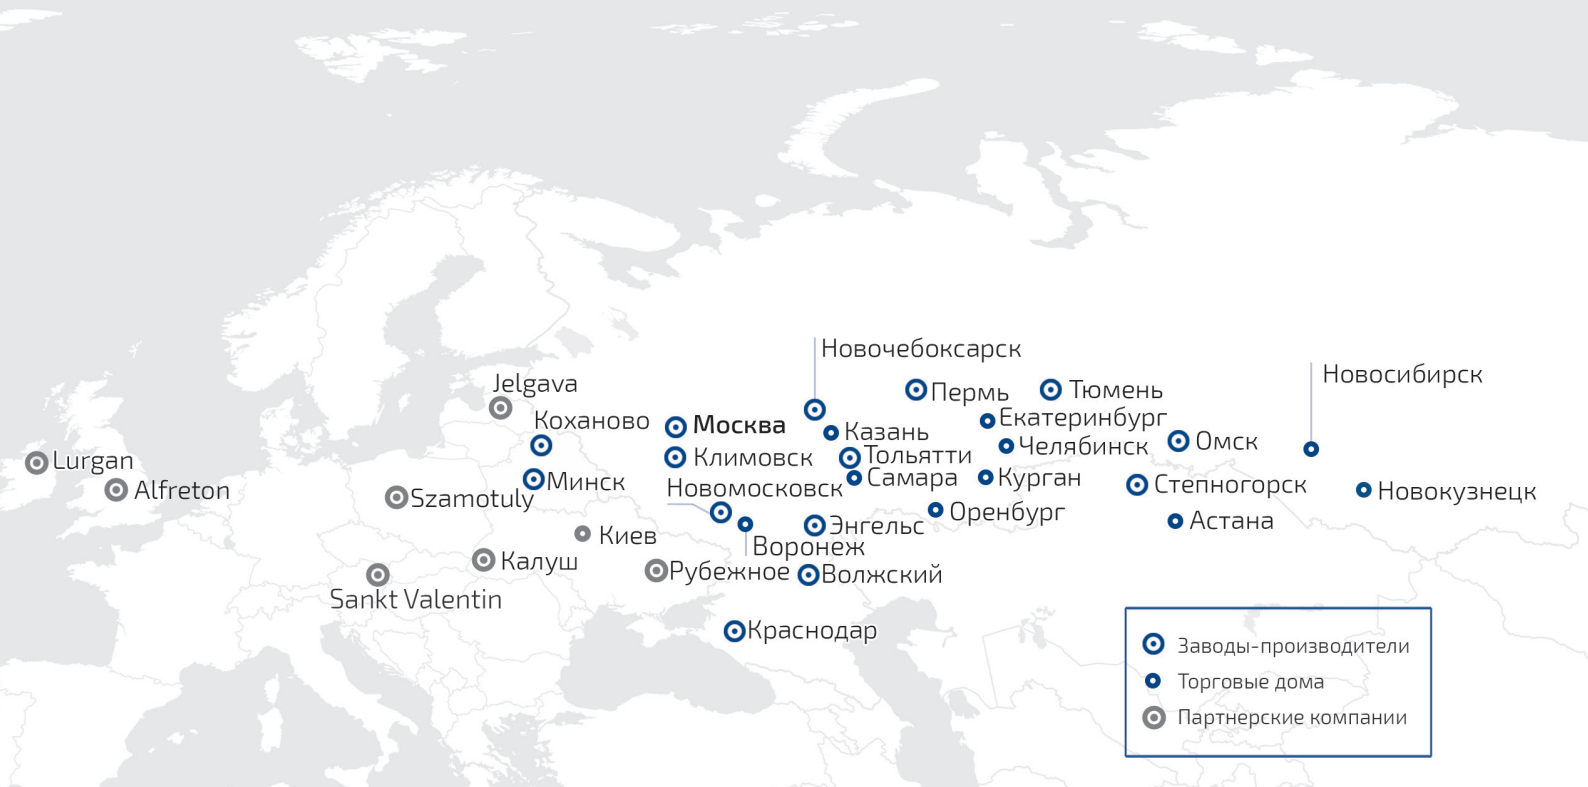 Новочебоксарск
Новосибирск
Jelgava
Пермь
Тюмень
Коханово
Москва
Казань
Екатеринбург
Челябинск
Омск
Lurgan
Климовск
Тольятти
Самара
Курган
Alfreton
Szamotuly
Минск
Новомосковск
Степногорск
Новокузнецк
Оренбург
Астана
Киев
Энгельс
Воронеж
Калуш
Рубежное
Волжский
Sankt Valentin
Краснодар
Заводы-производители
Торговые дома
Партнерские компании